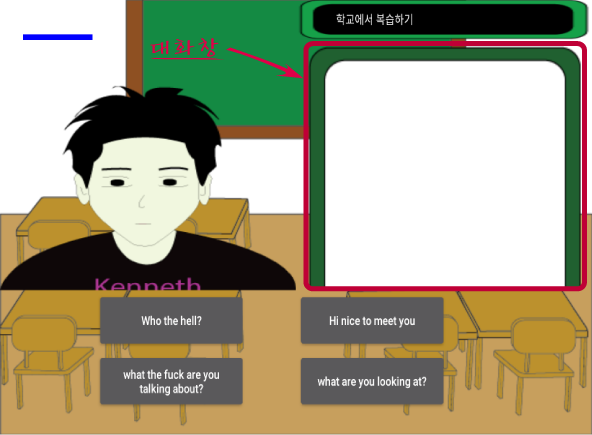 학교에서 복습하기
대화창
Kenneth
Who the hell?
Hi nice to meet you
what the fuck are you
talking about?
what are you looking at?